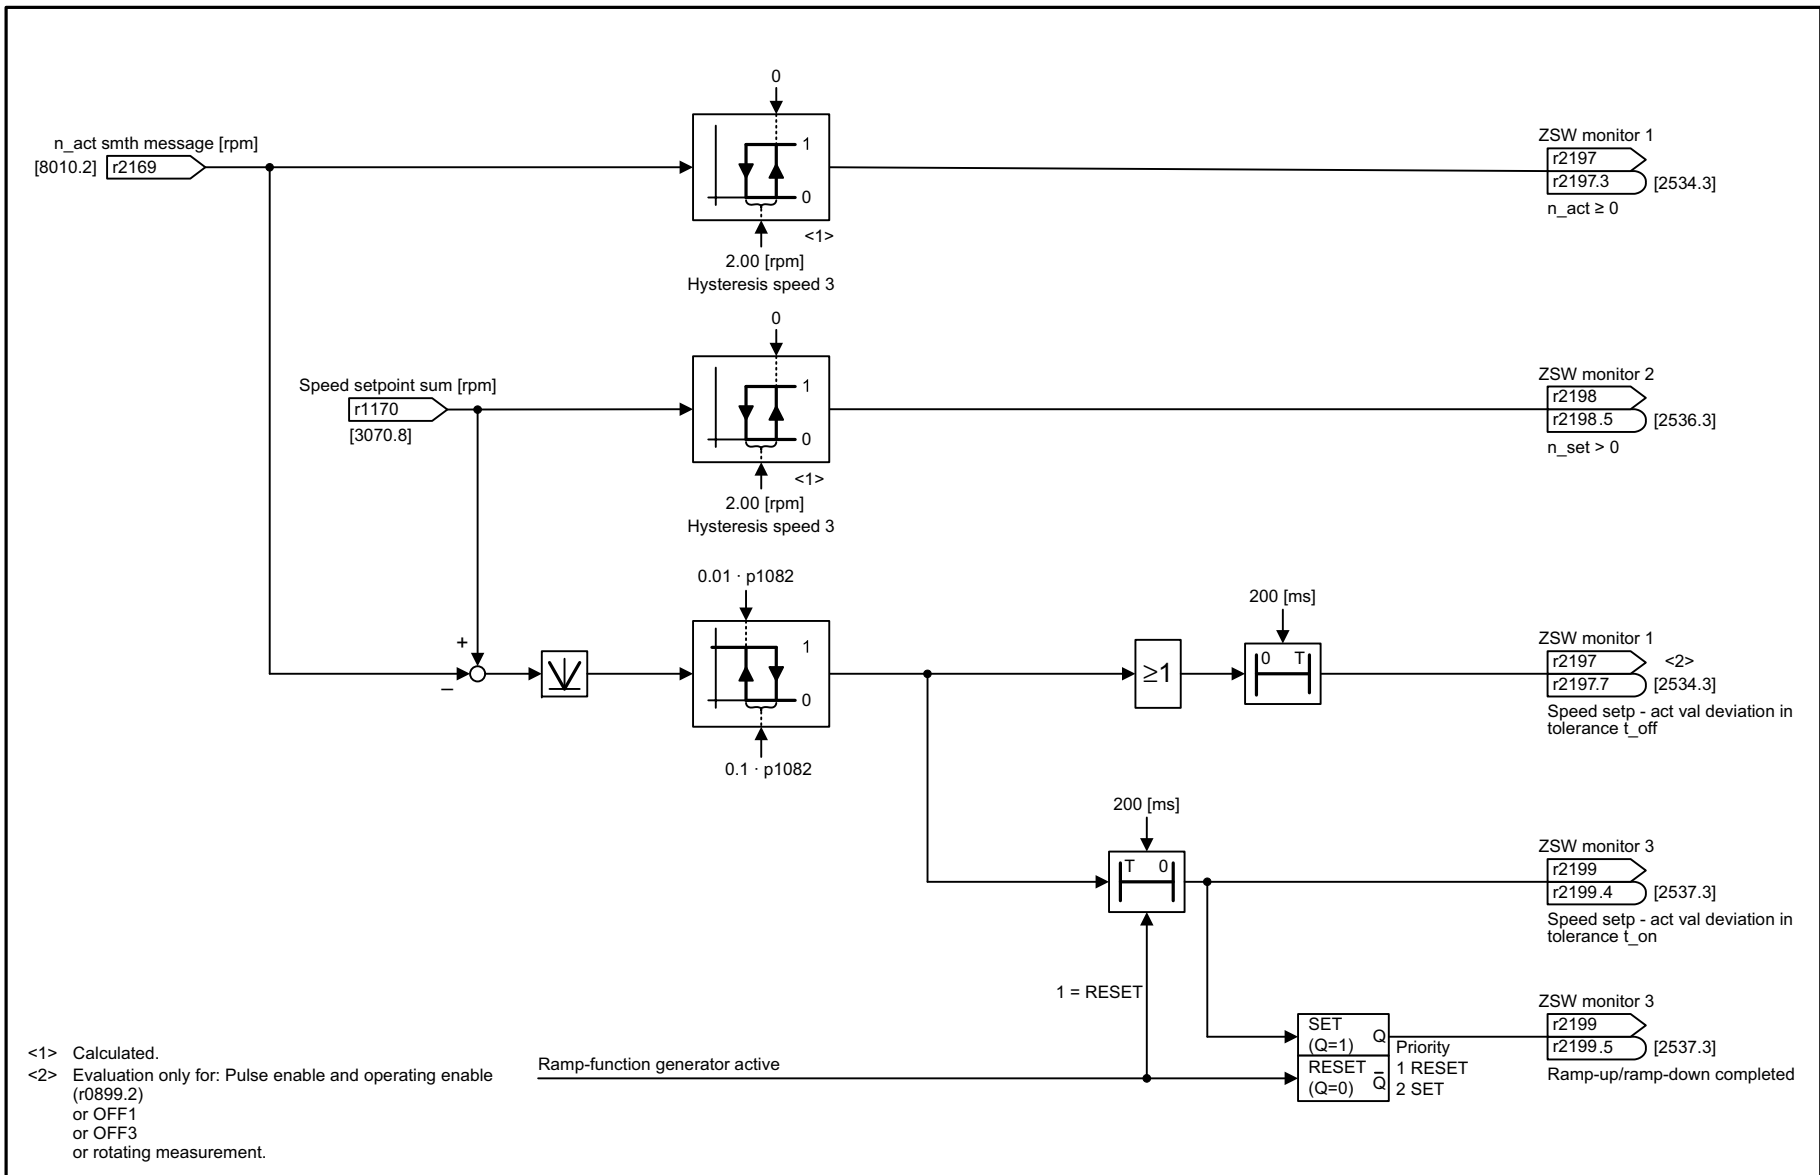 0
n_act smth message [rpm]
[8010.2] r2169
1
0
<1>
2.00 [rpm]
Hysteresis speed 3
ZSW monitor 1
r2197
r2197.3 [2534.3]
n_act ≥ 0
0
Speed setpoint sum [rpm]
r1170
[3070.8]
1
0
<1>
2.00 [rpm]
Hysteresis speed 3
ZSW monitor 2
r2198
r2198.5 [2536.3]
n_set > 0
0.01 · p1082
+
–
1
0
0.1 · p1082
≥1
200 [ms]
0 T
ZSW monitor 1
r2197 <2>
r2197.7 [2534.3]
Speed setp - act val deviation in
tolerance t_off
200 [ms]
T 0
ZSW monitor 3
r2199
r2199.4 [2537.3]
Speed setp - act val deviation in
tolerance t_on
1 = RESET
Ramp-function generator active
SET
(Q=1) Q
RESET
(Q=0) Q̅
Priority
1 RESET
2 SET
ZSW monitor 3
r2199
r2199.5 [2537.3]
Ramp-up/ramp-down completed
<1> Calculated.
<2> Evaluation only for: Pulse enable and operating enable
(r0899.2)
or OFF1
or OFF3
or rotating measurement.